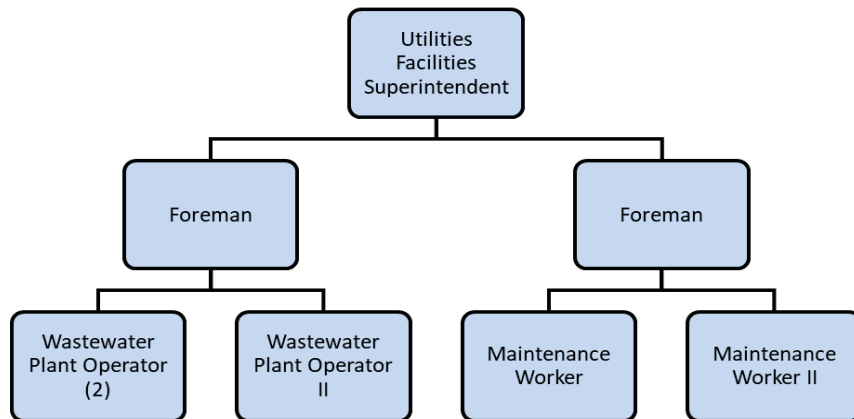 Utilities
Facilities
Superintendent
Foreman
Foreman
Wastewater
Plant Operator
(2)
Wastewater
Plant Operator
II
Maintenance
Worker
Maintenance
Worker II